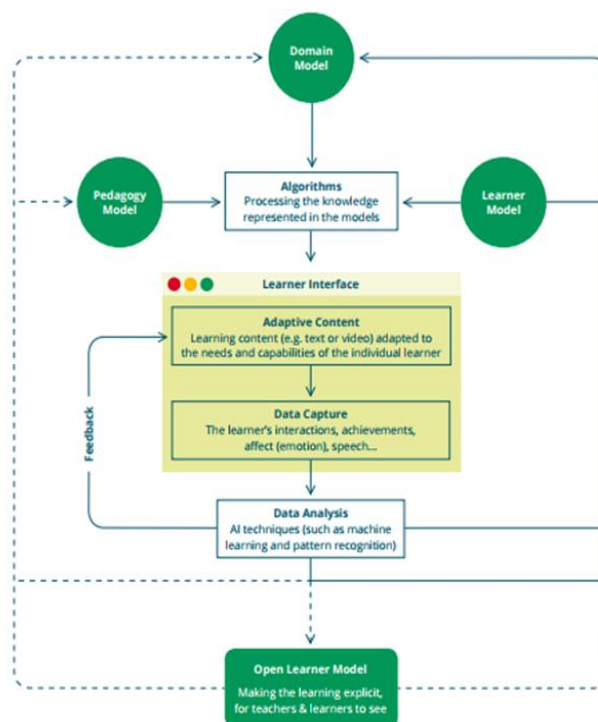 Domain
Model
Pedagogy
Model
Algorithms
Processing the knowledge
represented in the models
Learner
Model
Learner Interface
Adaptive Content
Learning content (e.g. text or video) adapted to
the needs and capabilities of the individual learner
Data Capture
The learner's interactions, achievements,
affect (emotion), speech...
Feedback
Data Analysis
AI techniques (such as machine
learning and pattern recognition)
Open Learner Model
Making the learning explicit,
for teachers & learners to see